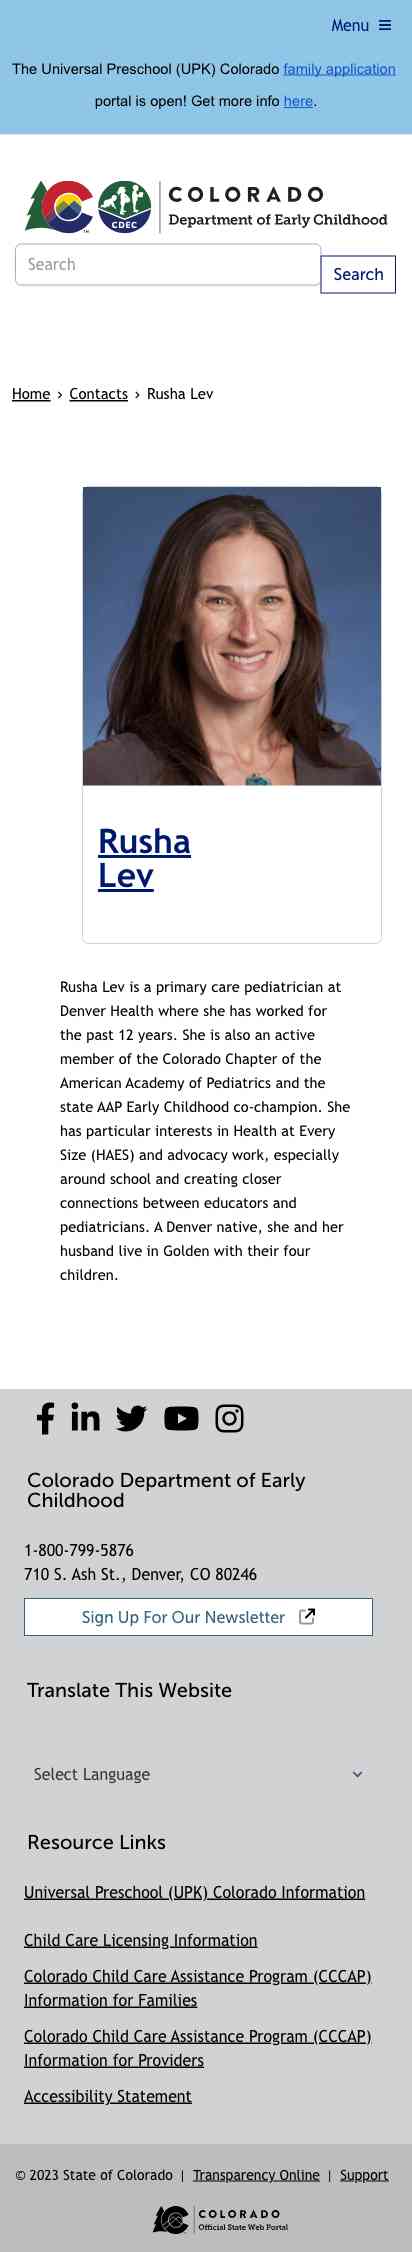 Menu
The Universal Preschool (UPK) Colorado family application
portal is open! Get more info here.
COLORADO
Department of Early Childhood
CDEC
TM
Search
Search
Home › Contacts › Rusha Lev
Rusha
Lev
Rusha Lev is a primary care pediatrician at
Denver Health where she has worked for
the past 12 years. She is also an active
member of the Colorado Chapter of the
American Academy of Pediatrics and the
state AAP Early Childhood co-champion. She
has particular interests in Health at Every
Size (HAES) and advocacy work, especially
around school and creating closer
connections between educators and
pediatricians. A Denver native, she and her
husband live in Golden with their four
children.
Colorado Department of Early
Childhood
1-800-799-5876
710 S. Ash St., Denver, CO 80246
Sign Up For Our Newsletter
Translate This Website
Select Language
Resource Links
Universal Preschool (UPK) Colorado Information
Child Care Licensing Information
Colorado Child Care Assistance Program (CCCAP)
Information for Families
Colorado Child Care Assistance Program (CCCAP)
Information for Providers
Accessibility Statement
© 2023 State of Colorado | Transparency Online | Support
COLORADO
Official State Web Portal